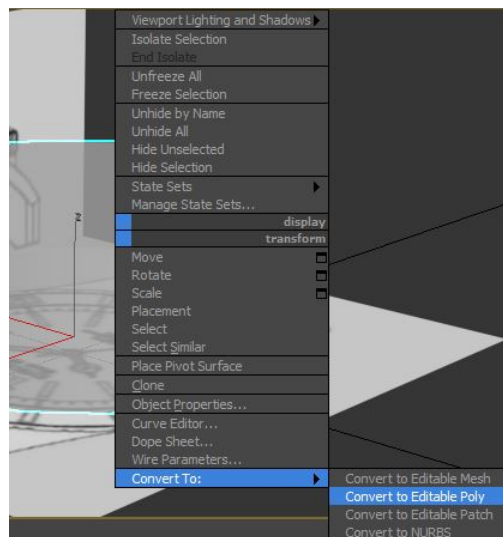 Viewport Lighting and Shadows
Isolate Selection
End Isolate
Unfreeze All
Freeze Selection
Unhide by Name
Unhide All
Hide Unselected
Hide Selection
State Sets
Manage State Sets...
display
transform
Move
Rotate
Scale
Placement
Select
Select Similar
Place Pivot Surface
Clone
Object Properties...
Curve Editor...
Dope Sheet...
Wire Parameters...
Convert To:
Convert to Editable Mesh
Convert to Editable Poly
Convert to Editable Patch
Convert to NURBS
z